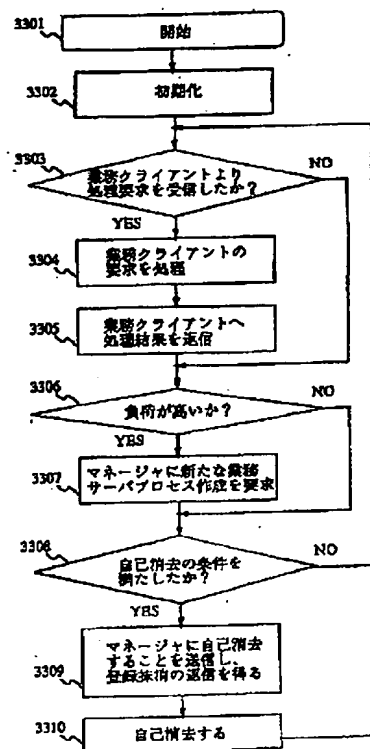 3301
開始
3302
初期化
3303
業務クライアントより
処理要求を受信したか?
NO
YES
3304
業務クライアントの
要求を処理
3305
業務クライアントへ
処理結果を返信
3306
負荷が高いか?
NO
YES
3307
マネージャに新たな業務
サーバプロセス作成を要求
3308
自己消去の条件を
満たしたか?
NO
YES
3309
マネージャに自己消去
することを送信し、
登録抹消の返信を得る
3310
自己消去する